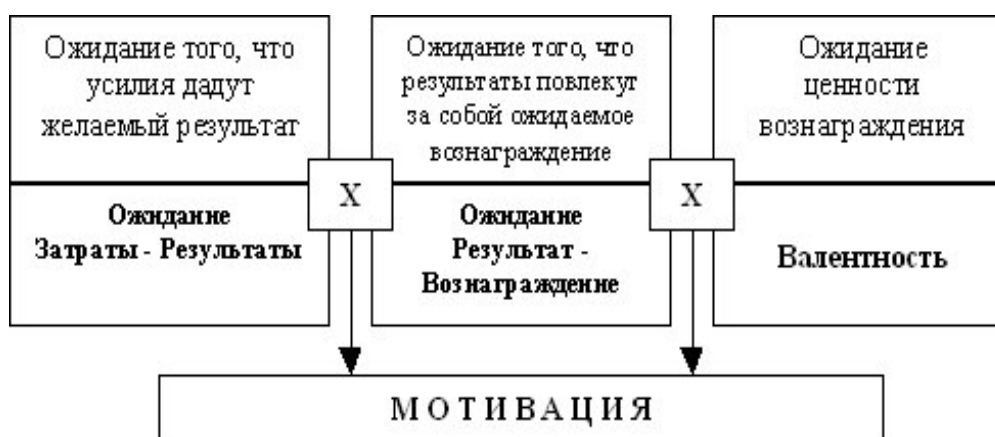 Ожидание того, что
усилия дадут
желаемый результат
Ожидание того, что
результаты повлекут
за собой ожидаемое
вознаграждение
Ожидание
ценности
вознаграждения
X
X
Ожидание
Затраты - Результаты
Ожидание
Результат -
Вознаграждение
Валентность
МОТИВАЦИЯ